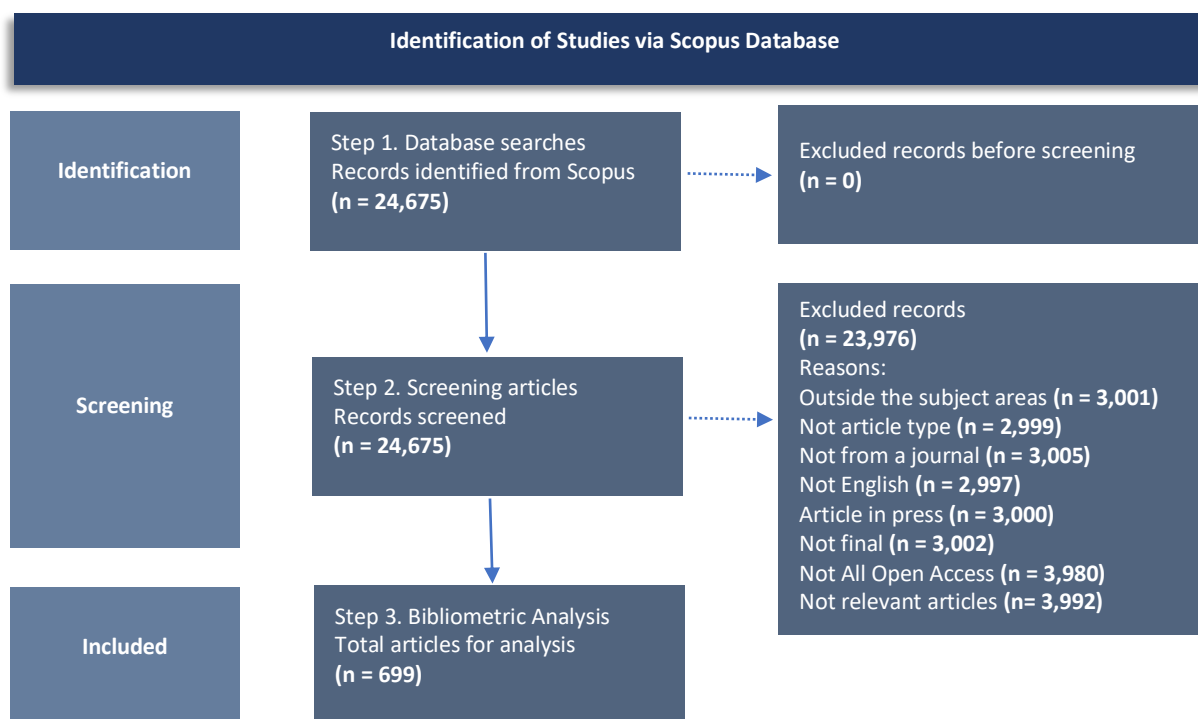 Identification of Studies via Scopus Database
Identification
Step 1. Database searches
Records identified from Scopus
(n = 24,675)
Excluded records before screening
(n = 0)
Screening
Step 2. Screening articles
Records screened
(n = 24,675)
Excluded records
(n = 23,976)
Reasons:
Outside the subject areas (n = 3,001)
Not article type (n = 2,999)
Not from a journal (n = 3,005)
Not English (n = 2,997)
Article in press (n = 3,000)
Not final (n = 3,002)
Not All Open Access (n = 3,980)
Not relevant articles (n= 3,992)
Included
Step 3. Bibliometric Analysis
Total articles for analysis
(n = 699)